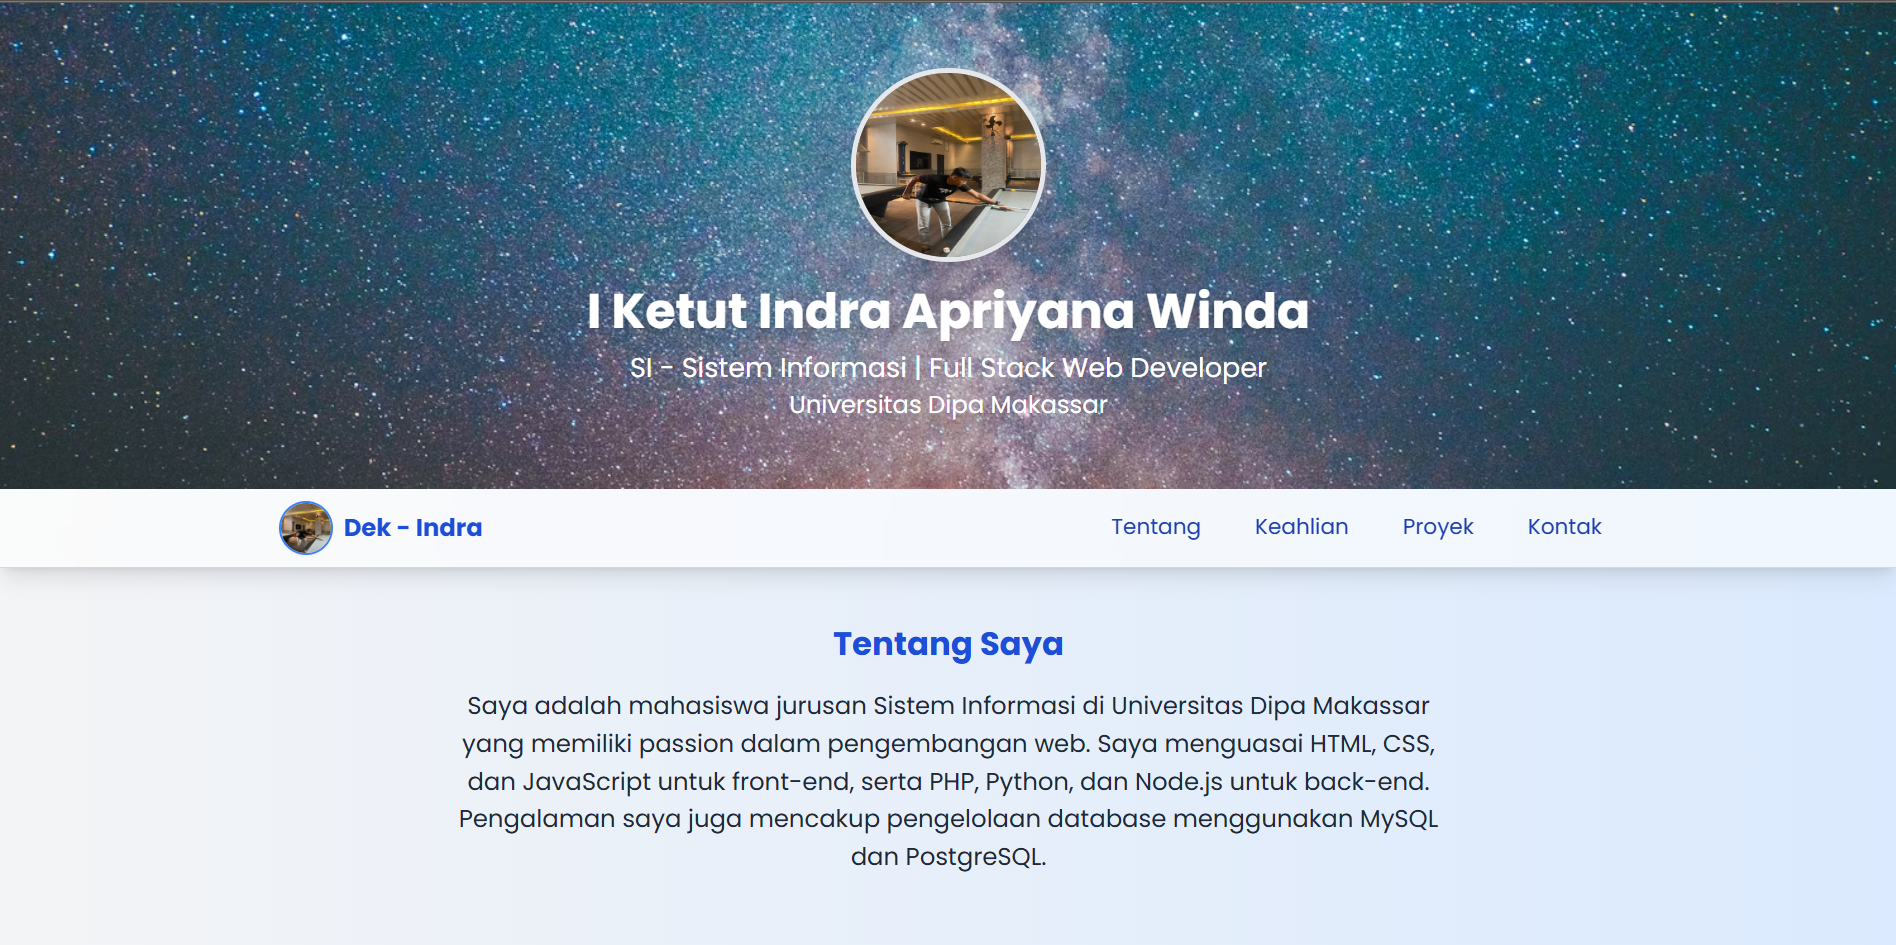 I Ketut Indra Apriyana Winda
SI - Sistem Informasi | Full Stack Web Developer
Universitas Dipa Makassar
Dek - Indra
Tentang
Keahlian
Proyek
Kontak
Tentang Saya
Saya adalah mahasiswa jurusan Sistem Informasi di Universitas Dipa Makassar
yang memiliki passion dalam pengembangan web. Saya menguasai HTML, CSS,
dan JavaScript untuk front-end, serta PHP, Python, dan Node.js untuk back-end.
Pengalaman saya juga mencakup pengelolaan database menggunakan MySQL
dan PostgreSQL.